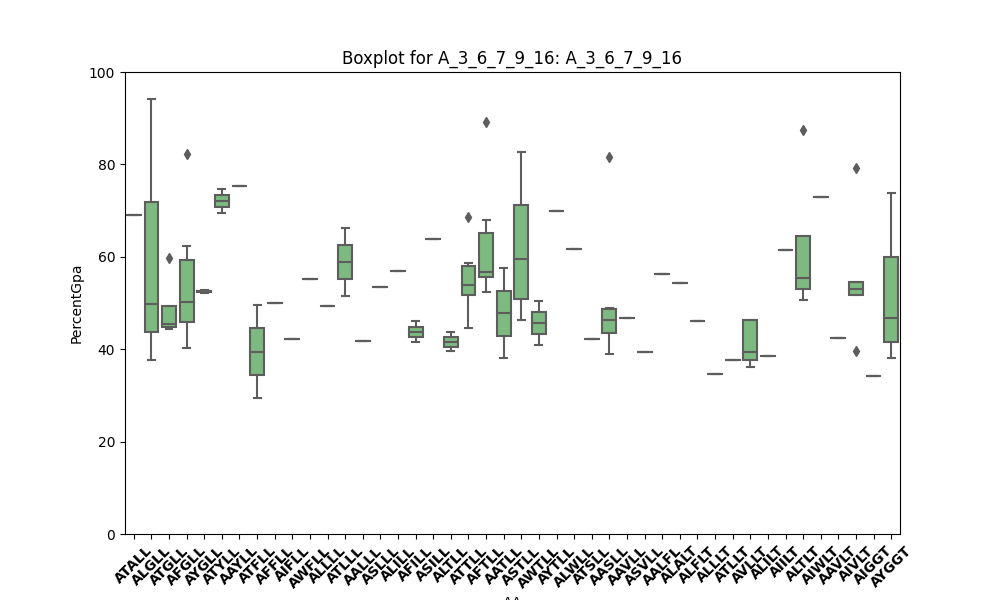 Boxplot for A_3_6_7_9_16: A_3_6_7_9_16
PercentGpa
100
80
60
40
20
0
ATALL
ALGLL
ATGLL
AFGLL
AYGLL
ATYLL
AAYLL
ATFLL
AFFLL
AIFLL
AWFLL
ALLLL
ATLLL
AALLL
ASLLL
ALILL
AFILL
ASILL
ALTLL
ATTLL
AFTLL
AATLL
ASTLL
AWTLL
AYTLL
ALWLL
ATSLL
AASLL
AAVLL
ASVLL
AALFL
ALALT
ALFLT
ALLLT
ATLLT
AVLLT
ALILT
AIILT
ALTLT
AIWLT
AAVLT
AIVLT
AIGGT
AYGGT